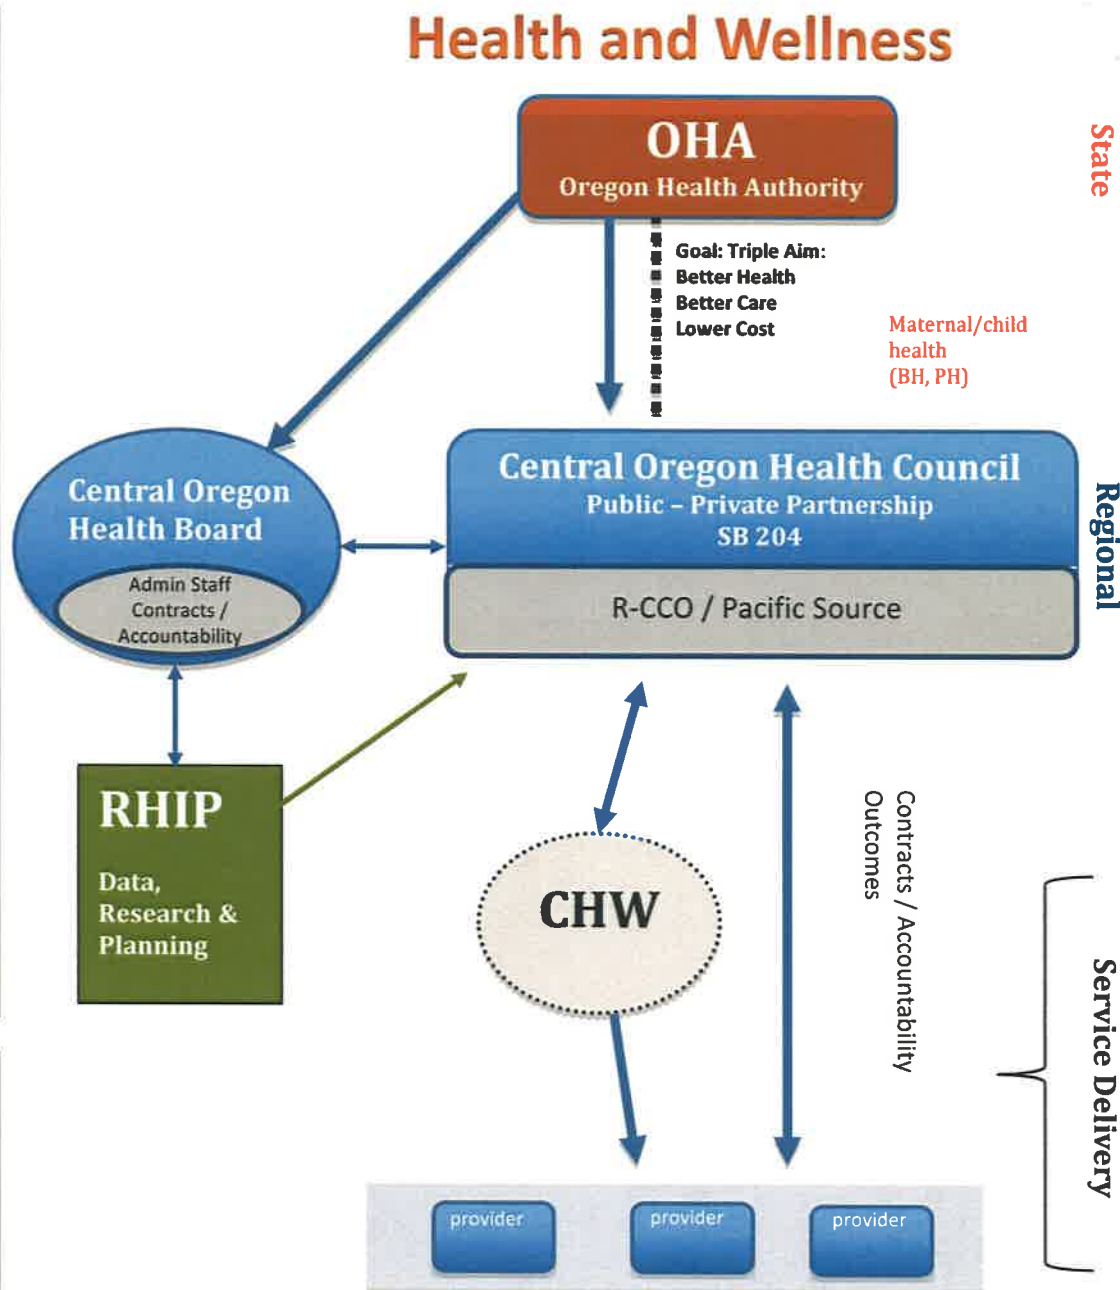 Health and Wellness
OHA
Oregon Health Authority
State
Goal: Triple Aim:
Better Health
Better Care
Lower Cost
Maternal/child
health
(BH, PH)
Central Oregon
Health Board
Admin Staff
Contracts /
Accountability
Central Oregon Health Council
Public – Private Partnership
SB 204
R-CCO / Pacific Source
Regional
RHIP
Data,
Research &
Planning
CHW
Contracts / Accountability
Outcomes
Service Delivery
provider
provider
provider